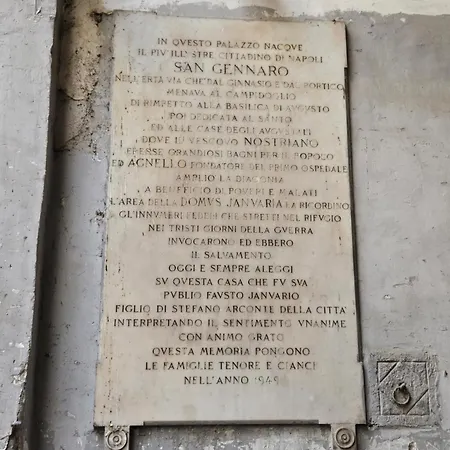 IN QVESTO PALAZZO NACQVE
IL PIV' ILLVSTRE CITTADINO DI NAPOLI
SAN GENNARO
NELL'ERTA VIA CHE DAL GINNASIO E DAL PORTICO
MENAVA AL CAMPIDOGLIO
DI RIMPETTO ALLA BASILICA DI AVGVSTO
POI DEDICATA AL SANTO
ED ALLE CASE DEGLI AVGVSTALI
DOVE IL VESCOVO NOSTRIANO
ERESSE GRANDIOSI BAGNI PER IL POPOLO
ED AGNELLO FONDATORE DEL PRIMO OSPEDALE
AMPLIO LA DIACONIA
A BENEFICIO DI POVERI E MALATI
L'AREA DELLA DOMVS JANVARIA RICORDINO
GL'INNVMERI FEDELI CHE STRETTI NEL RIFVGIO
NEI TRISTI GIORNI DELLA GVERRA
INVOCARONO ED EBBERO
IL SALVAMENTO
OGGI E SEMPRE ALEGGI
SV QVESTA CASA CHE FV SVA
PVBLIO FAVSTO JANVARIO
FIGLIO DI STEFANO ARCONTE DELLA CITTA'
INTERPRETANDO IL SENTIMENTO VNANIME
CON ANIMO GRATO
QVESTA MEMORIA PONGONO
LE FAMIGLIE TENORE E CIANCI
NELL'ANNO 1949